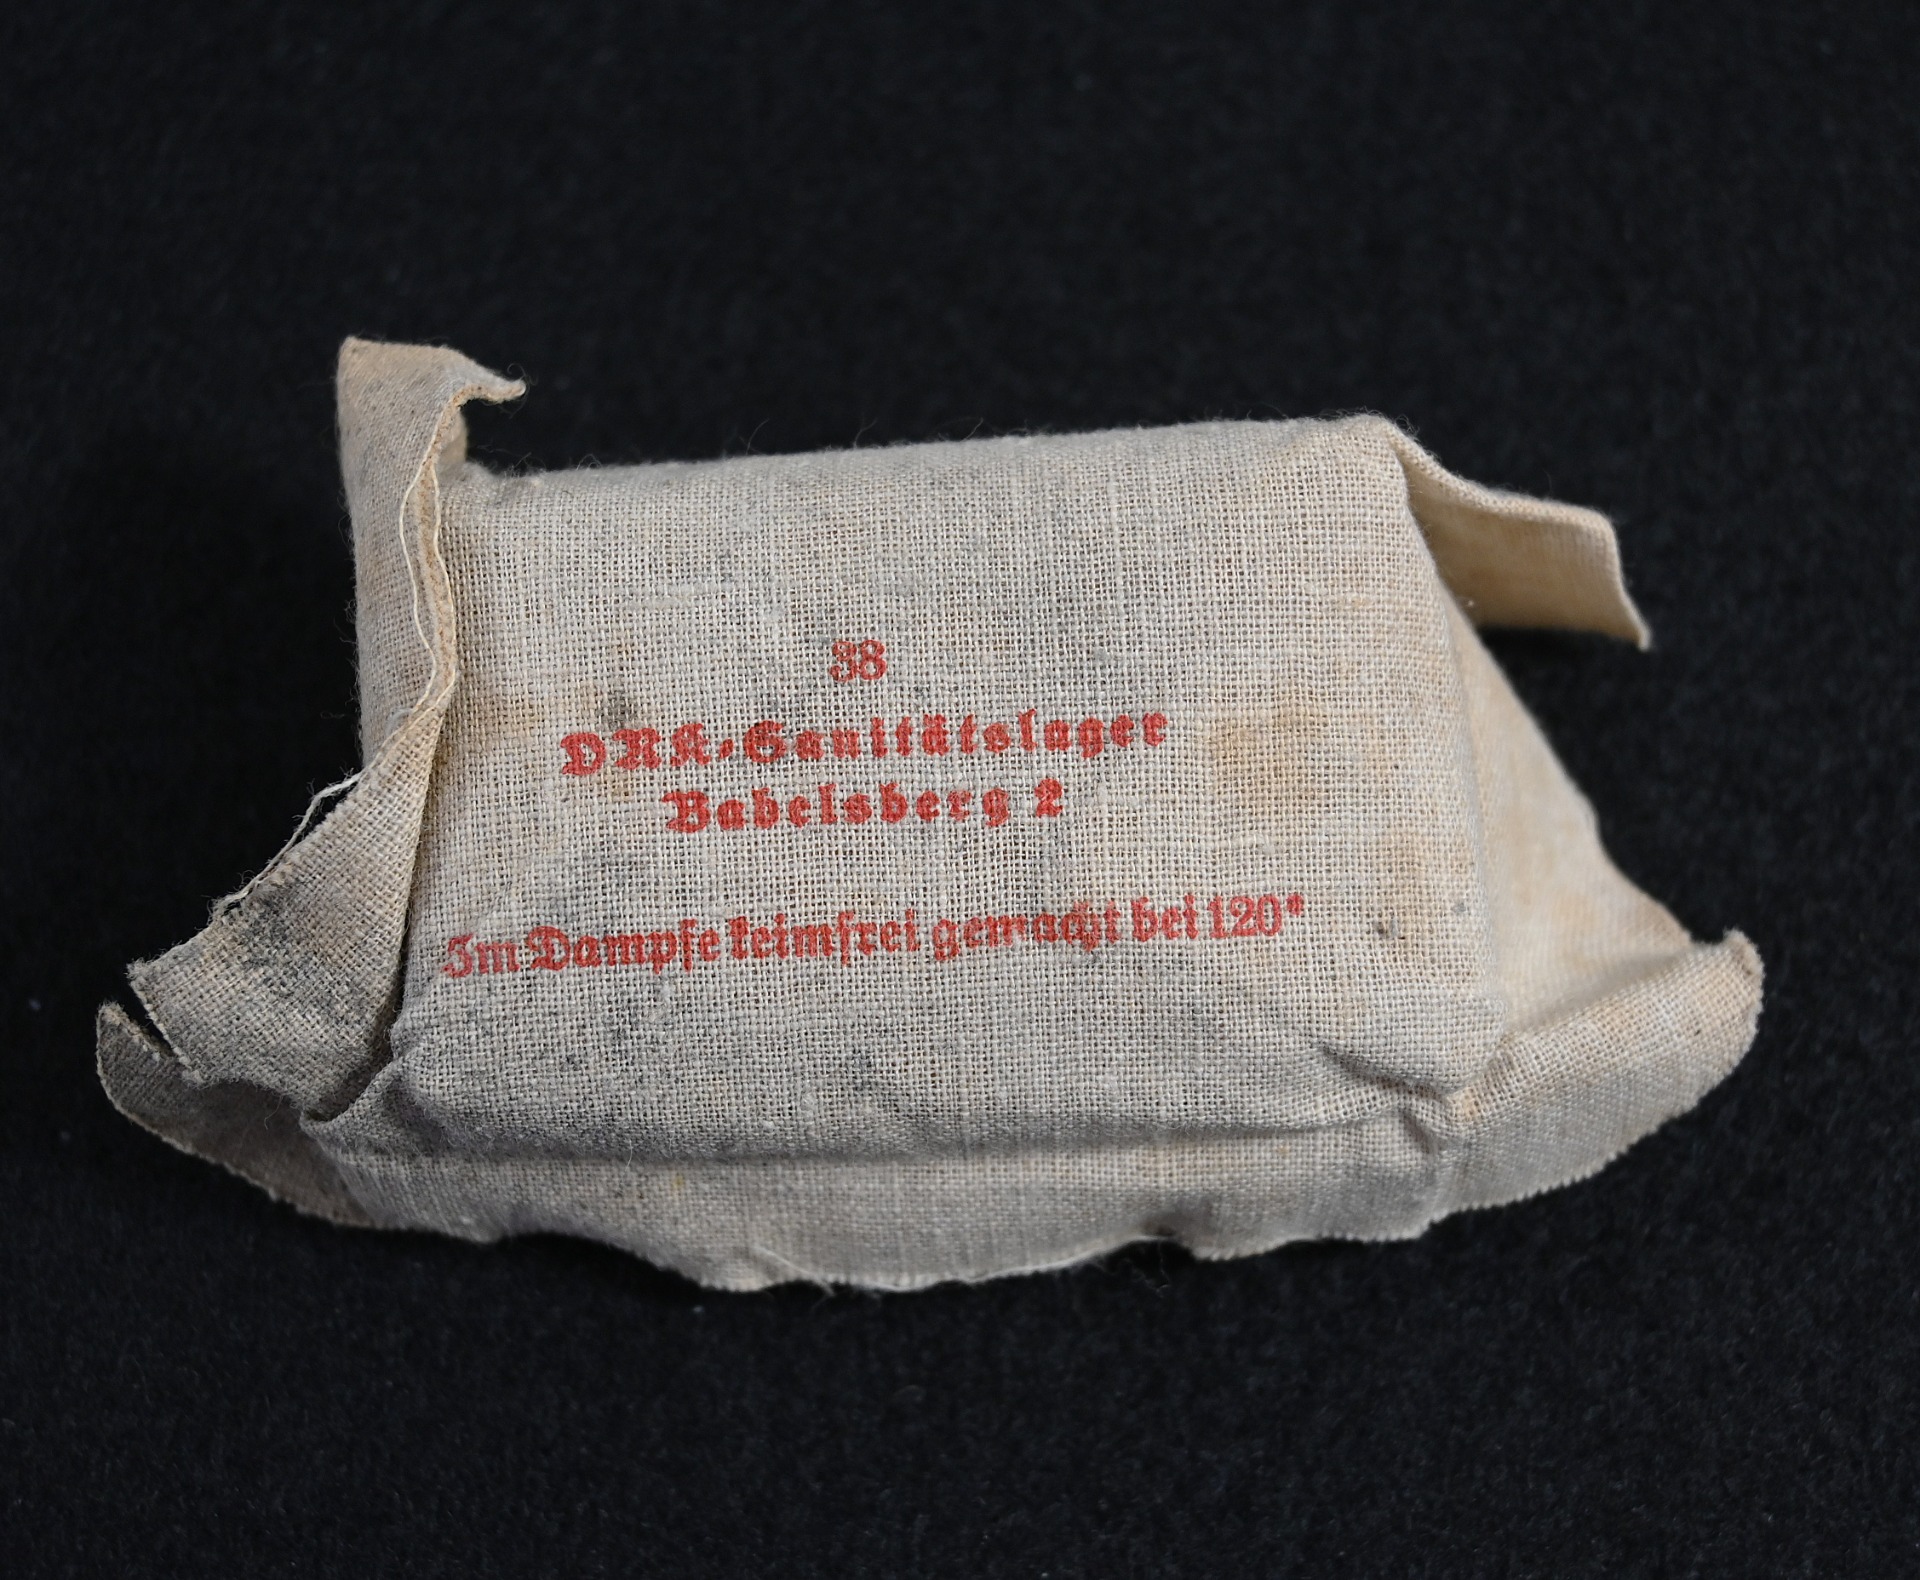 38
DRK-Sanitätslager
Babelsberg 2
Im Dampfe keimfrei gemacht bei 120°